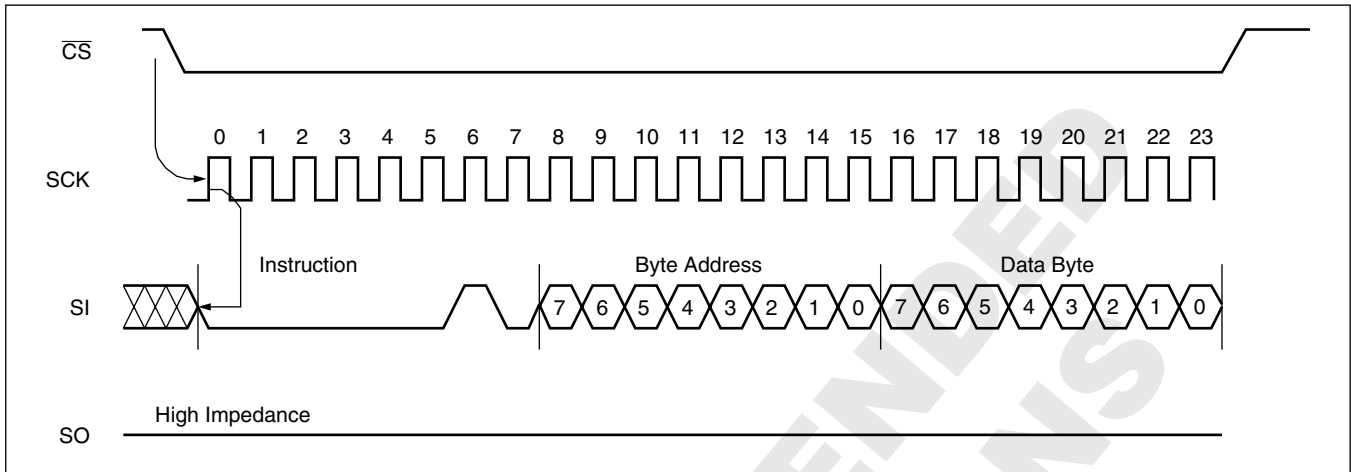 CS
0 1 2 3 4 5 6 7 8 9 10 11 12 13 14 15 16 17 18 19 20 21 22 23
SCK
Instruction Byte Address Data Byte
SI 7 6 5 4 3 2 1 0 7 6 5 4 3 2 1 0
High Impedance
SO